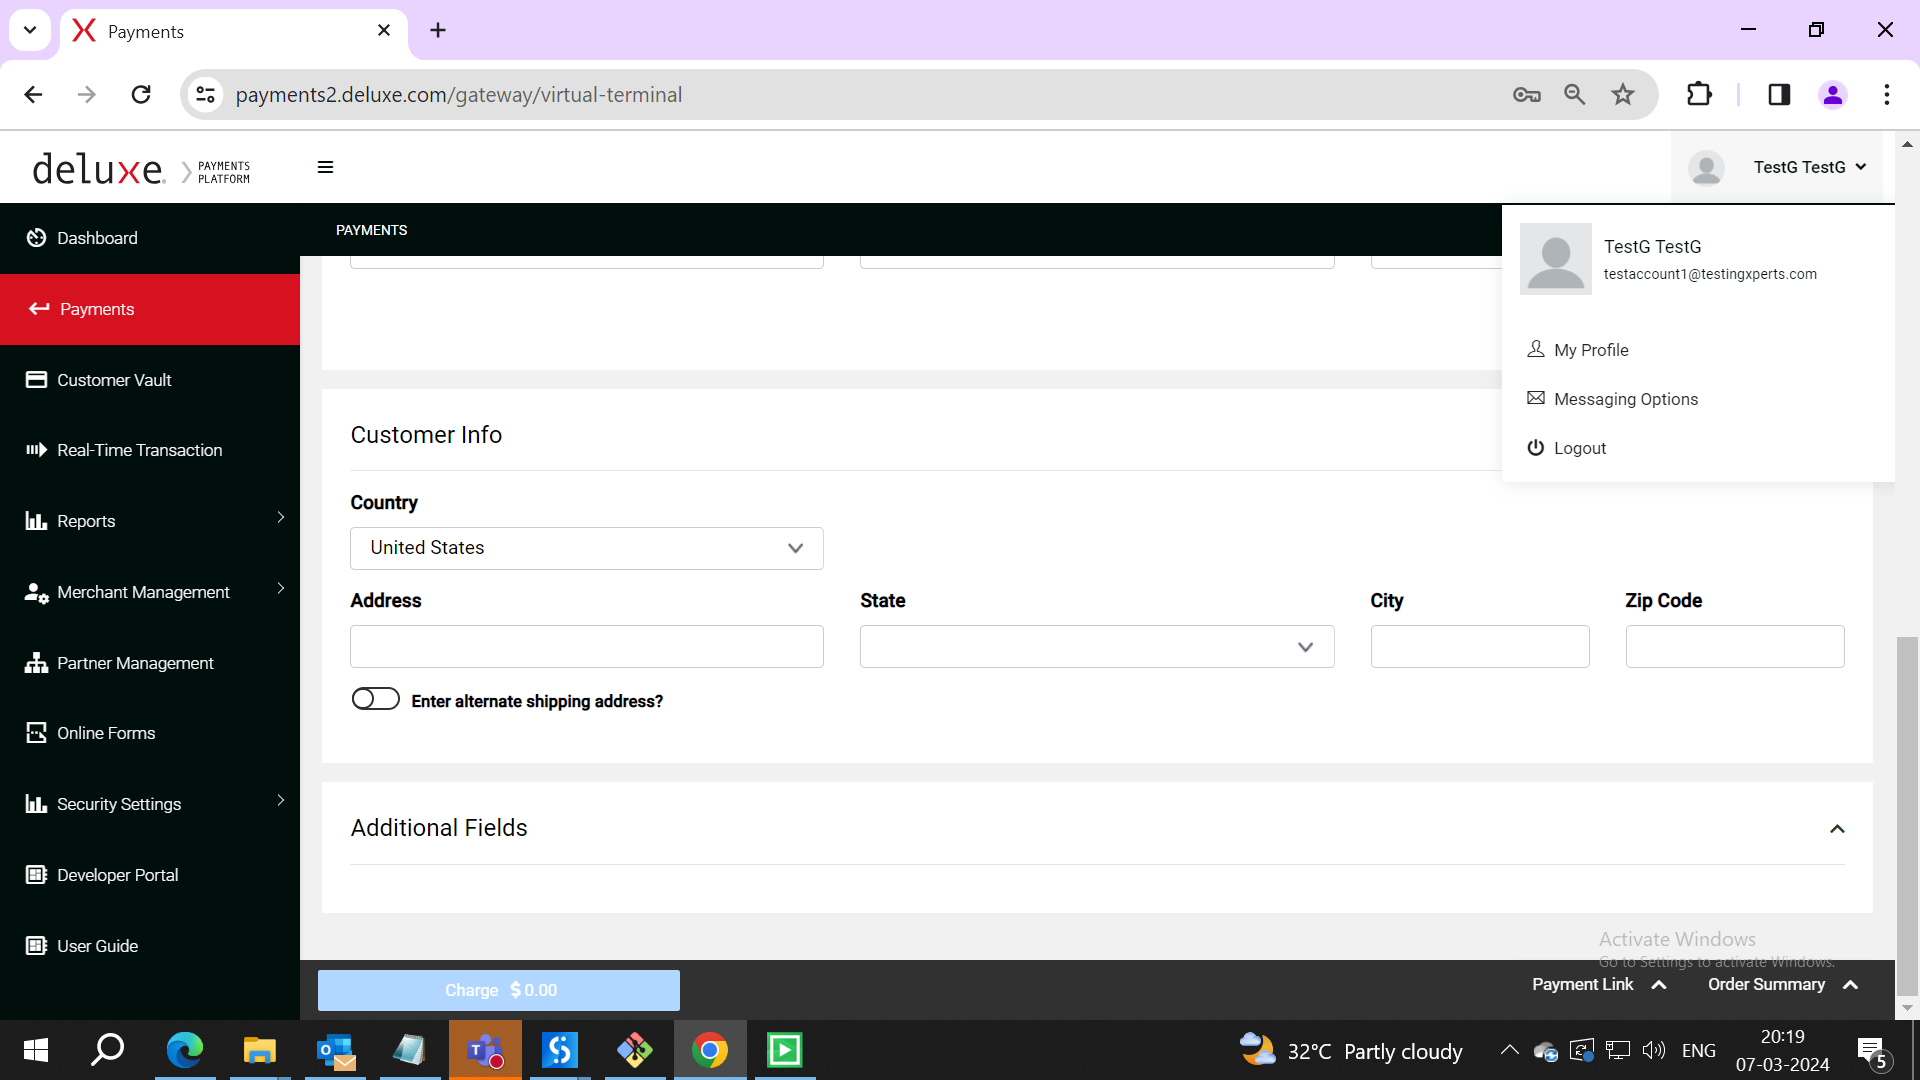 Payments
payments2.deluxe.com/gateway/virtual-terminal
deluxe
PAYMENTS
PLATFORM
TestG TestG
Dashboard
Payments
Customer Vault
Real-Time Transaction
Reports
Merchant Management
Partner Management
Online Forms
Security Settings
Developer Portal
User Guide
PAYMENTS
TestG TestG
testaccount1@testingxperts.com
My Profile
Messaging Options
Logout
Customer Info
Country
United States
Address
State
City
Zip Code
Enter alternate shipping address?
Additional Fields
Activate Windows
Go to Settings to activate Windows.
Charge $ 0.00
Payment Link
Order Summary
32°C Partly cloudy
ENG
20:19
07-03-2024
5